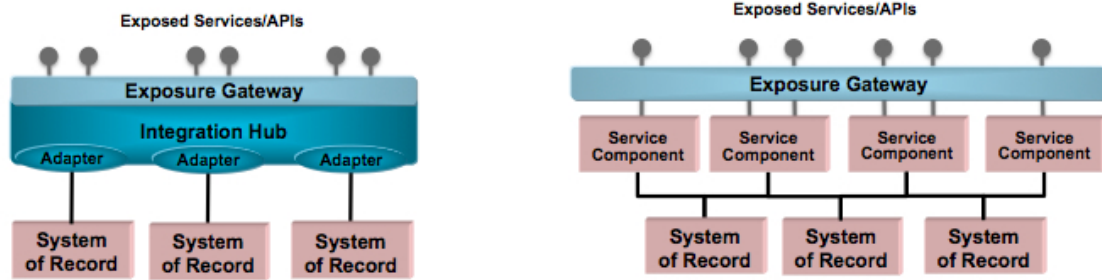 Exposed Services/APIs
Exposure Gateway
Integration Hub
Adapter
Adapter
Adapter
System
of Record
System
of Record
System
of Record
Exposed Services/APIs
Exposure Gateway
Service
Component
Service
Component
Service
Component
Service
Component
System
of Record
System
of Record
System
of Record